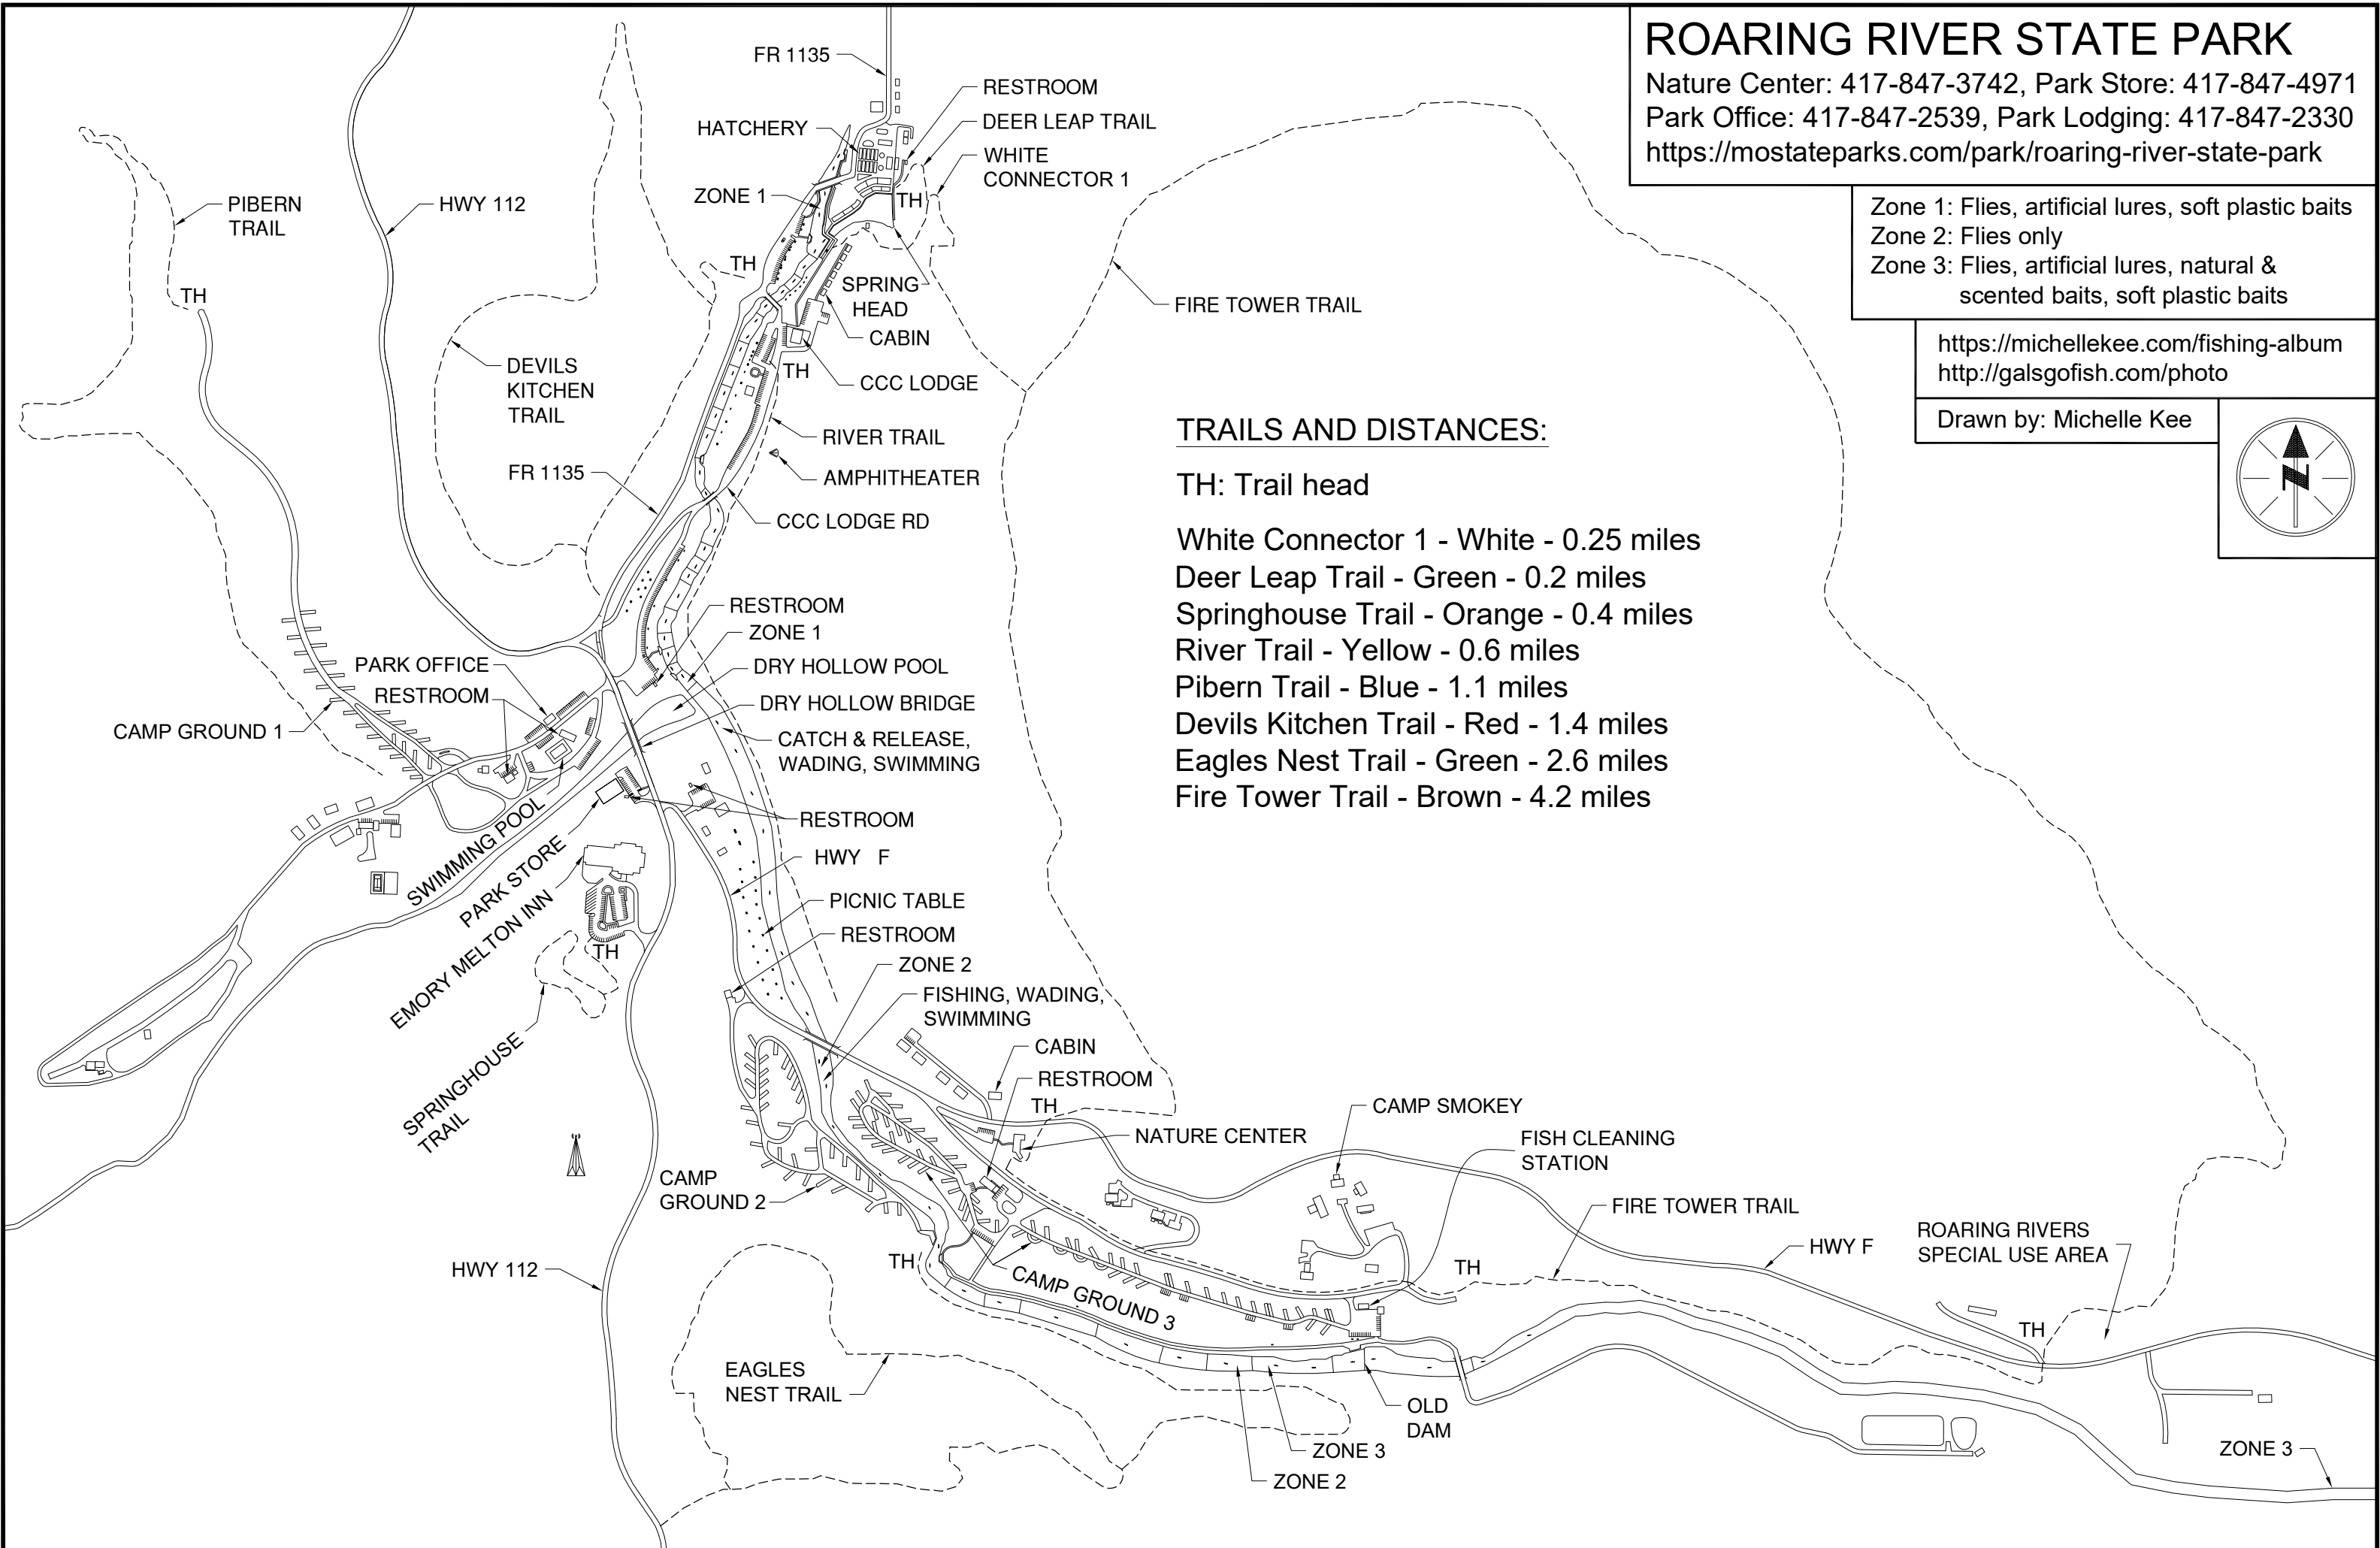 ROARING RIVER STATE PARK
Nature Center: 417-847-3742, Park Store: 417-847-4971
Park Office: 417-847-2539, Park Lodging: 417-847-2330
https://mostateparks.com/park/roaring-river-state-park
Zone 1: Flies, artificial lures, soft plastic baits
Zone 2: Flies only
Zone 3: Flies, artificial lures, natural &
scented baits, soft plastic baits
https://michellekee.com/fishing-album
http://galsgofish.com/photo
Drawn by: Michelle Kee
N
TRAILS AND DISTANCES:
TH: Trail head
White Connector 1 - White - 0.25 miles
Deer Leap Trail - Green - 0.2 miles
Springhouse Trail - Orange - 0.4 miles
River Trail - Yellow - 0.6 miles
Pibern Trail - Blue - 1.1 miles
Devils Kitchen Trail - Red - 1.4 miles
Eagles Nest Trail - Green - 2.6 miles
Fire Tower Trail - Brown - 4.2 miles
FR 1135
RESTROOM
HATCHERY
DEER LEAP TRAIL
WHITE
CONNECTOR 1
ZONE 1
TH
PIBERN
TRAIL
HWY 112
TH
TH
SPRING
HEAD
CABIN
FIRE TOWER TRAIL
DEVILS
KITCHEN
TRAIL
TH
CCC LODGE
RIVER TRAIL
AMPHITHEATER
FR 1135
CCC LODGE RD
RESTROOM
ZONE 1
PARK OFFICE
DRY HOLLOW POOL
RESTROOM
DRY HOLLOW BRIDGE
CAMP GROUND 1
CATCH & RELEASE,
WADING, SWIMMING
SWIMMING POOL
PARK STORE
EMORY MELTON INN
RESTROOM
HWY F
PICNIC TABLE
RESTROOM
TH
ZONE 2
FISHING, WADING,
SWIMMING
SPRINGHOUSE
TRAIL
CABIN
RESTROOM
TH
CAMP SMOKEY
NATURE CENTER
FISH CLEANING
STATION
CAMP
GROUND 2
FIRE TOWER TRAIL
ROARING RIVERS
SPECIAL USE AREA
HWY F
HWY 112
TH
TH
CAMP GROUND 3
TH
EAGLES
NEST TRAIL
OLD
DAM
ZONE 3
ZONE 2
ZONE 3